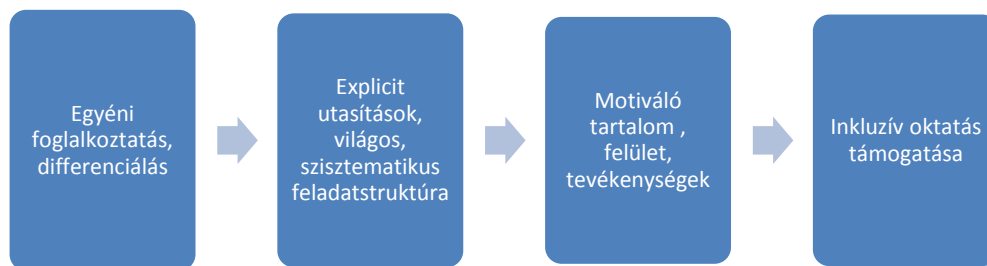 Egyéni
foglalkoztatás,
differenciálás
Explicit
utasítások,
világos,
szisztematikus
feladatstruktúra
Motiváló
tartalom ,
felület,
tevékenységek
Inkluzív oktatás
támogatása